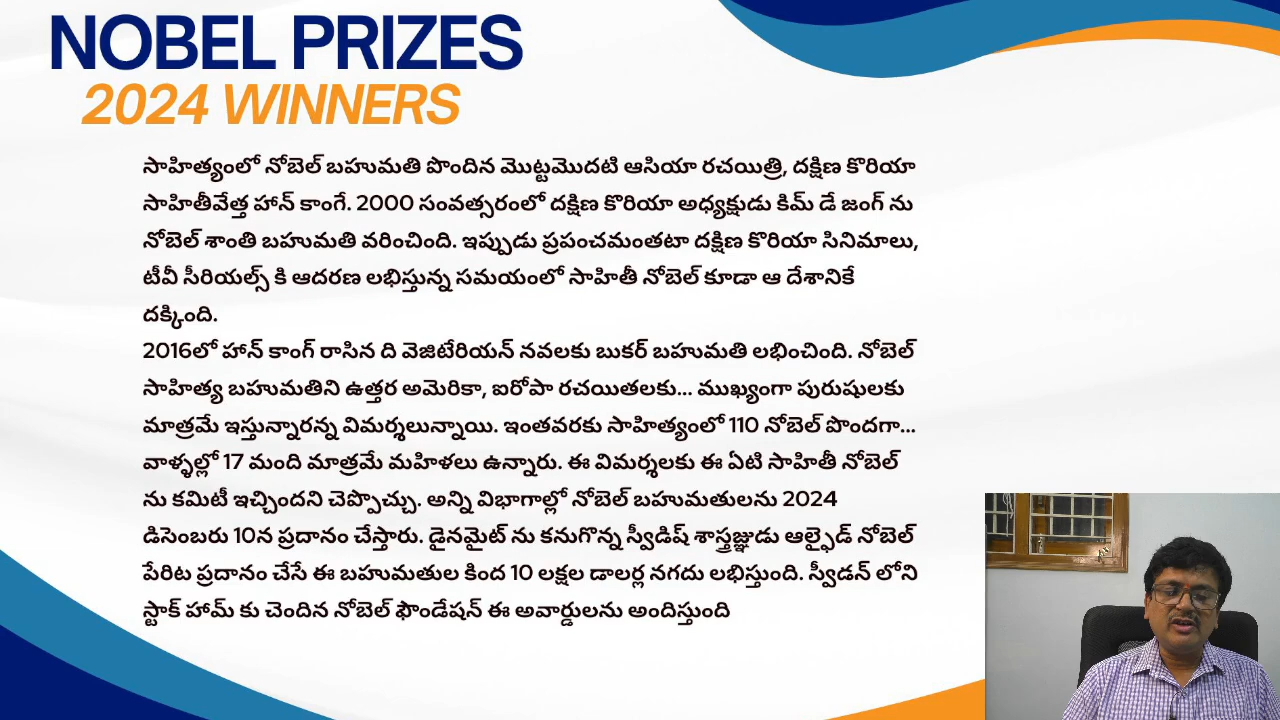 NOBEL PRIZES
2024 WINNERS
సాహిత్యంలో నోబెల్ బహుమతి పొందిన మొట్టమొదటి ఆసియా రచయిత్రి, దక్షిణ కొరియా
సాహితీవేత్త హాన్ కాంగే. 2000 సంవత్సరంలో దక్షిణ కొరియా అధ్యక్షుడు కిమ్ డే జంగ్ ను
నోబెల్ శాంతి బహుమతి వరించింది. ఇప్పుడు ప్రపంచమంతటా దక్షిణ కొరియా సినిమాలు,
టీవీ సీరియల్స్ కి ఆదరణ లభిస్తున్న సమయంలో సాహితీ నోబెల్ కూడా ఆ దేశానికే
దక్కింది.
2016లో హాన్ కాంగ్ రాసిన ది వెజిటేరియన్ నవలకు బుకర్ బహుమతి లభించింది. నోబెల్
సాహిత్య బహుమతిని ఉత్తర అమెరికా, ఐరోపా రచయితలకు... ముఖ్యంగా పురుషులకు
మాత్రమే ఇస్తున్నారన్న విమర్శలున్నాయి. ఇంతవరకు సాహిత్యంలో 110 నోబెల్ పొందగా...
వాళ్ళల్లో 17 మంది మాత్రమే మహిళలు ఉన్నారు. ఈ విమర్శలకు ఈ ఏటి సాహితీ నోబెల్
ను కమిటీ ఇచ్చిందని చెప్పొచ్చు. అన్ని విభాగాల్లో నోబెల్ బహుమతులను 2024
డిసెంబరు 10న ప్రదానం చేస్తారు. డైనమైట్ ను కనుగొన్న స్వీడిష్ శాస్త్రజ్ఞుడు ఆల్ఫ్రైడ్ నోబెల్
పేరిట ప్రదానం చేసే ఈ బహుమతుల కింద 10 లక్షల డాలర్ల నగదు లభిస్తుంది. స్వీడన్ లోని
స్టాక్ హామ్ కు చెందిన నోబెల్ ఫౌండేషన్ ఈ అవార్డులను అందిస్తుంది